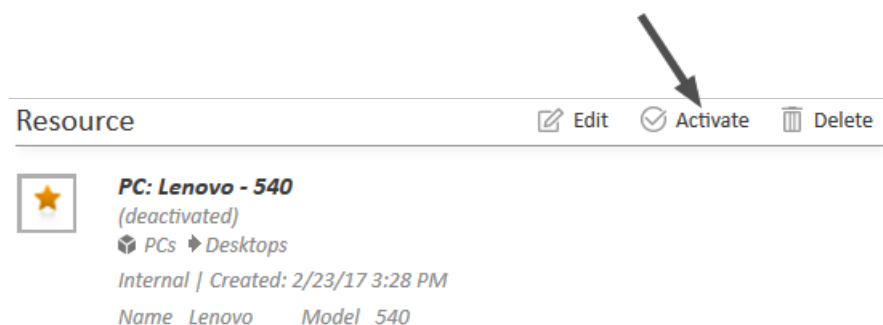 Resource Edit Activate Delete
PC: Lenovo - 540
(deactivated)
PCs Desktops
Internal | Created: 2/23/17 3:28 PM
Name Lenovo Model 540